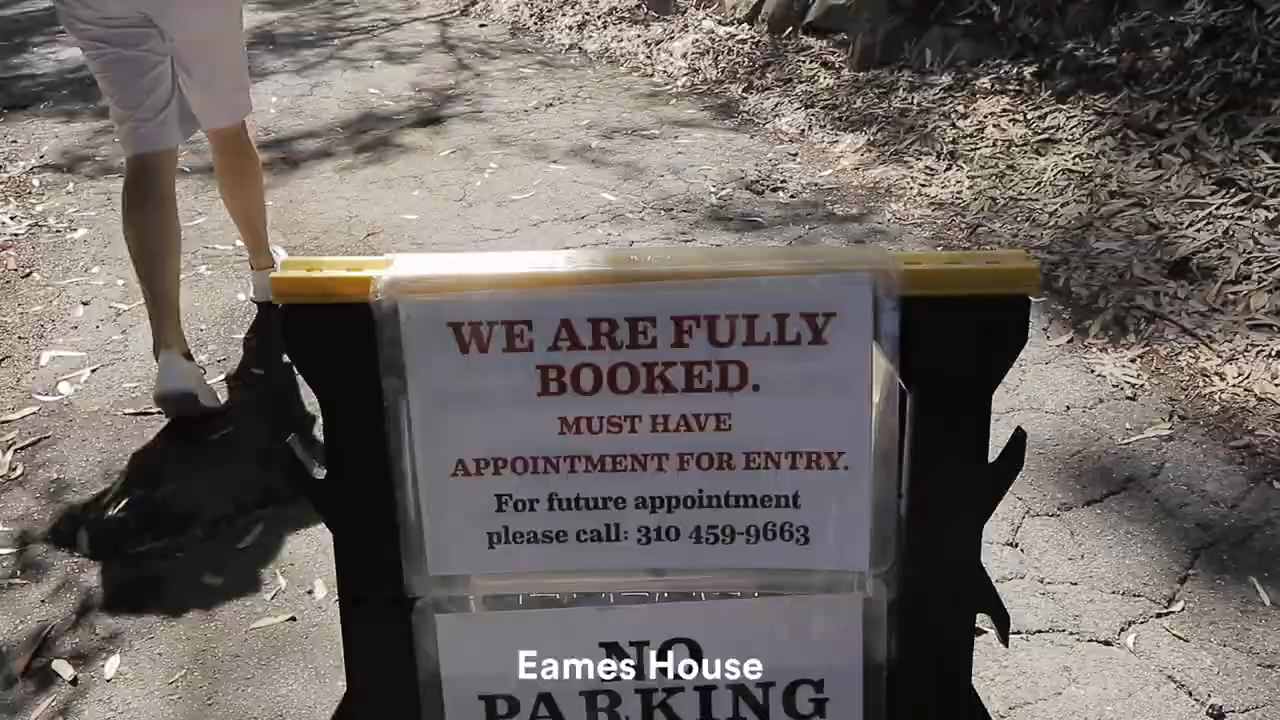 WE ARE FULLY
BOOKED.
MUST HAVE
APPOINTMENT FOR ENTRY.
For future appointment
please call: 310 459-9663
NO
Eames House
PARKING